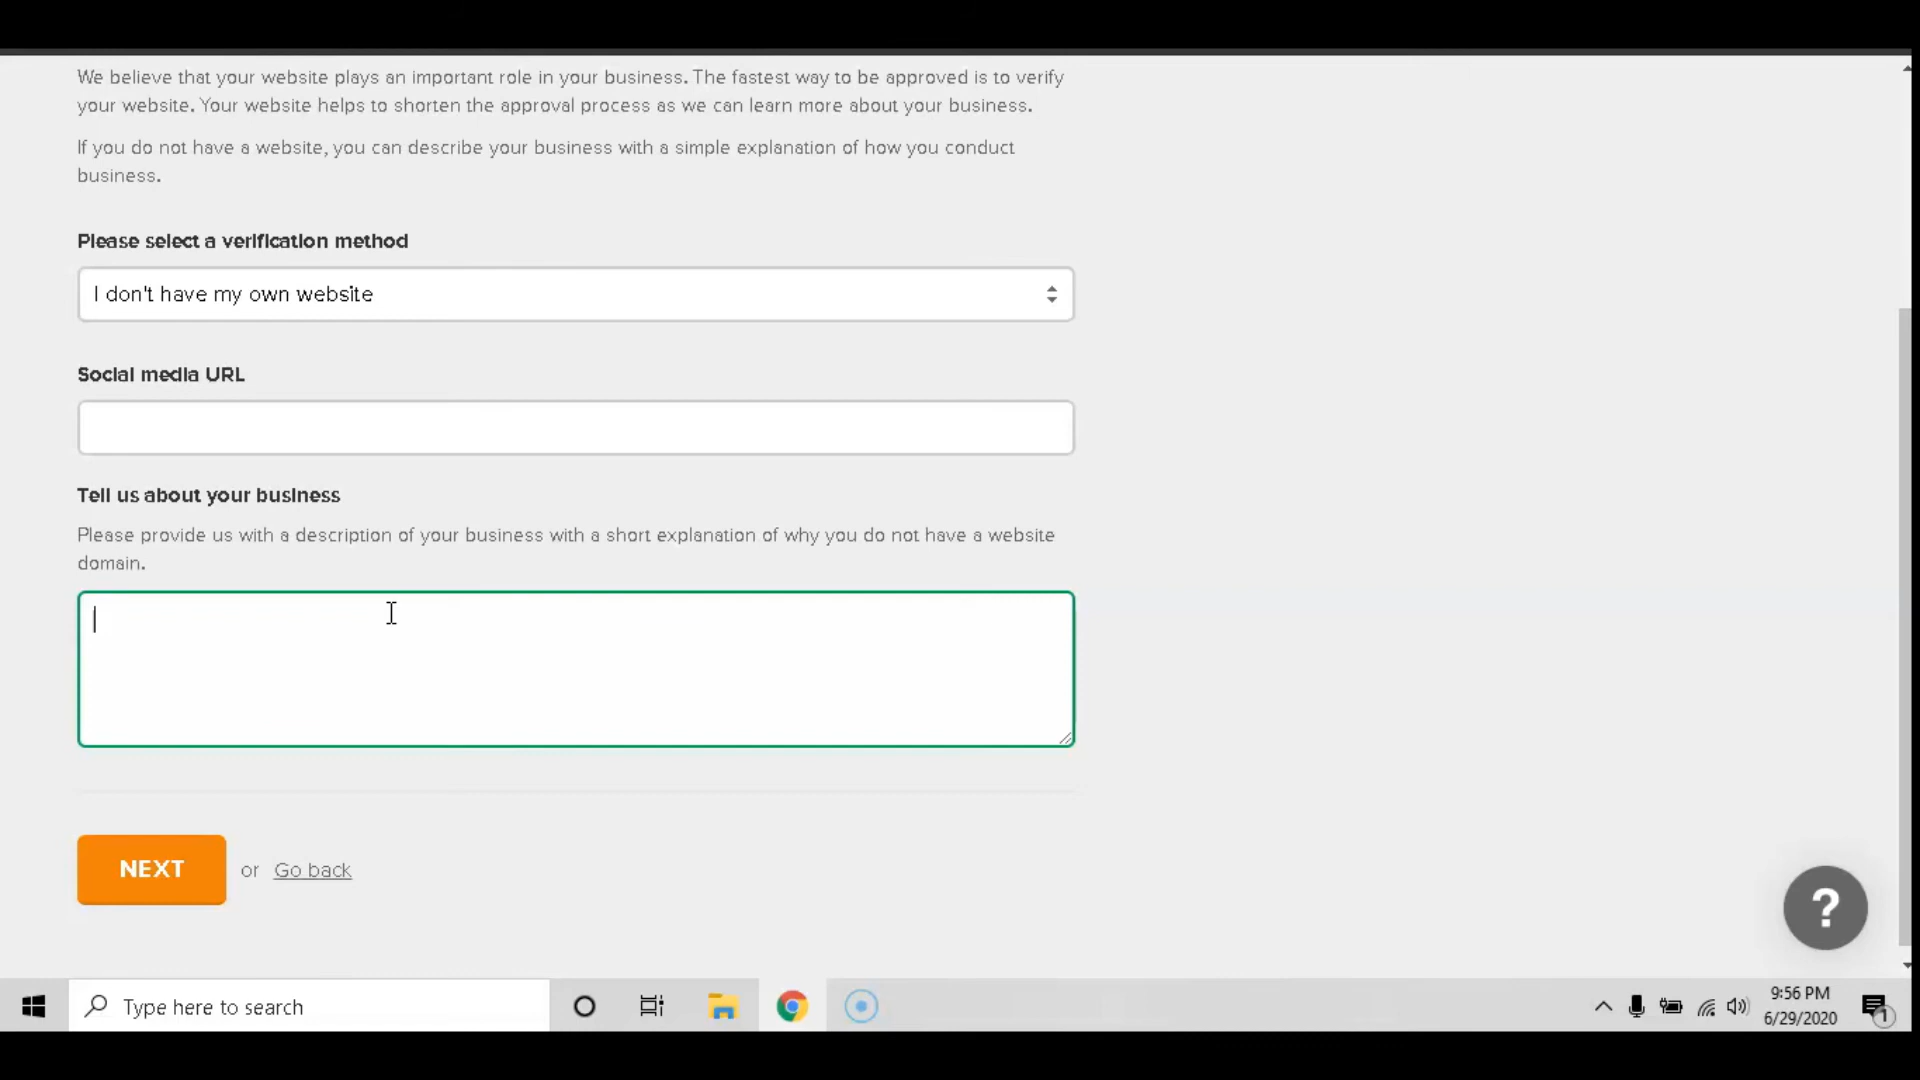 We believe that your website plays an important role in your business. The fastest way to be approved is to verify
your website. Your website helps to shorten the approval process as we can learn more about your business.
If you do not have a website, you can describe your business with a simple explanation of how you conduct
business.
Please select a verification method
I don't have my own website
Social media URL
Tell us about your business
Please provide us with a description of your business with a short explanation of why you do not have a website
domain.
NEXT or Go back
?
Type here to search
9:56 PM
6/29/2020
1